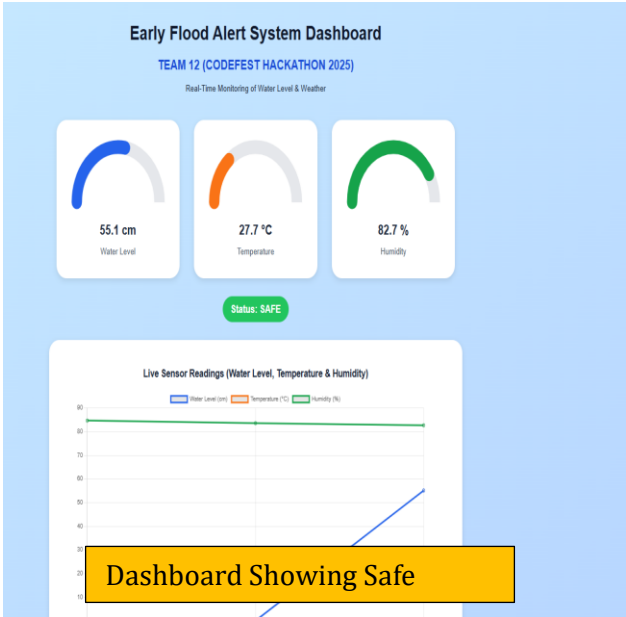 Early Flood Alert System Dashboard
TEAM 12 (CODEFEST HACKATHON 2025)
Real-Time Monitoring of Water Level & Weather
55.1 cm
Water Level
27.7 °C
Temperature
82.7 %
Humidity
Status: SAFE
Live Sensor Readings (Water Level, Temperature & Humidity)
Water Level (cm) Temperature (°C) Humidity (%)
90
80
70
60
50
40
30
20
10
Dashboard Showing Safe